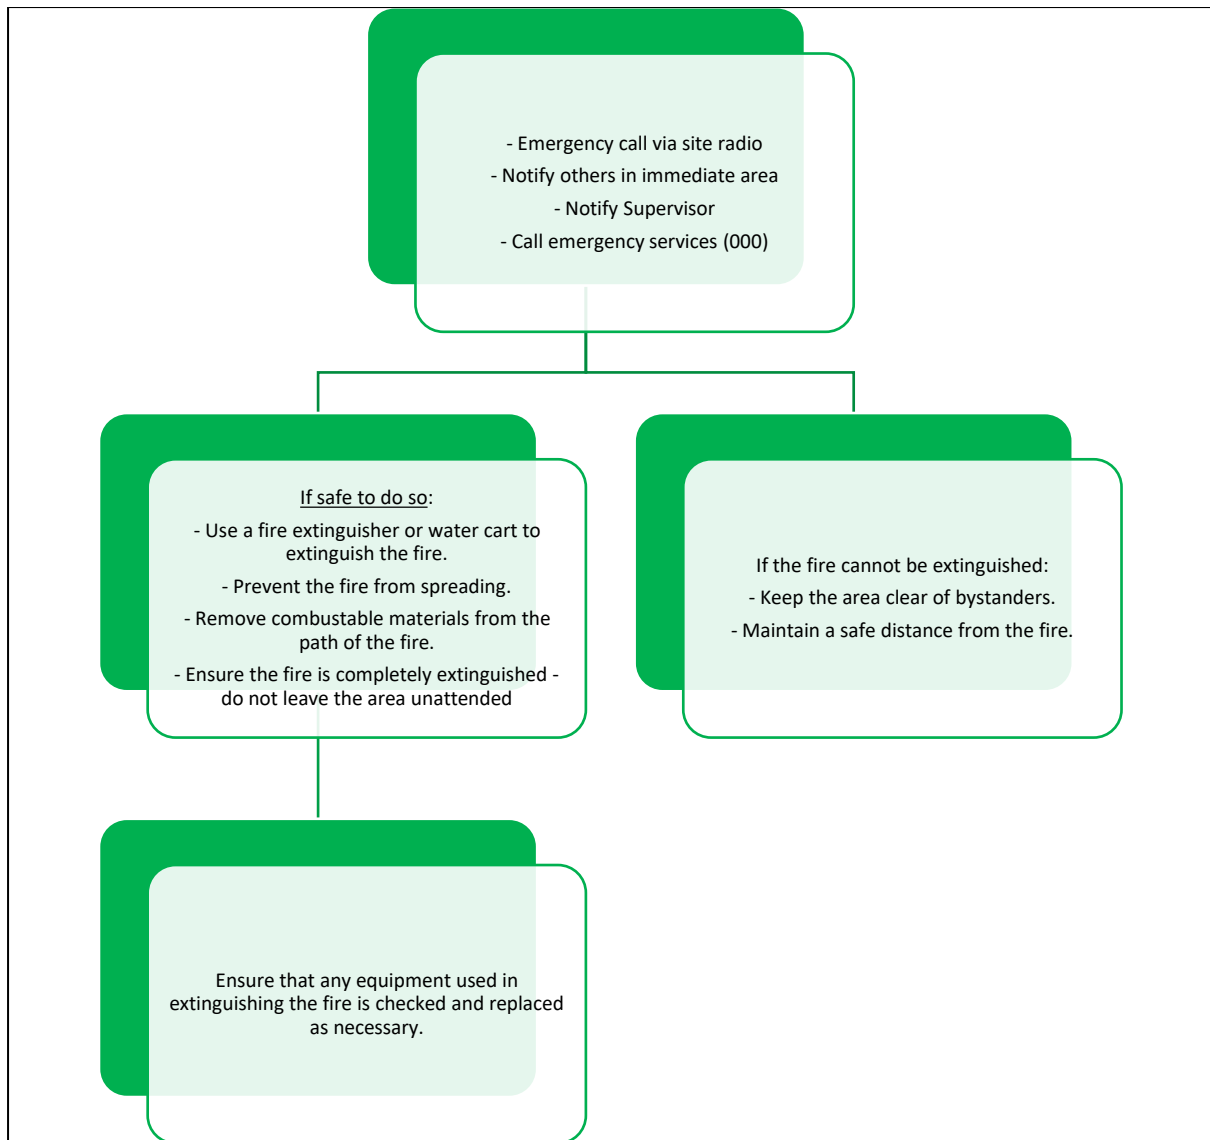 - Emergency call via site radio
- Notify others in immediate area
- Notify Supervisor
- Call emergency services (000)
If safe to do so:
- Use a fire extinguisher or water cart to
extinguish the fire.
- Prevent the fire from spreading.
- Remove combustable materials from the
path of the fire.
- Ensure the fire is completely extinguished -
do not leave the area unattended
If the fire cannot be extinguished:
- Keep the area clear of bystanders.
- Maintain a safe distance from the fire.
Ensure that any equipment used in
extinguishing the fire is checked and replaced
as necessary.